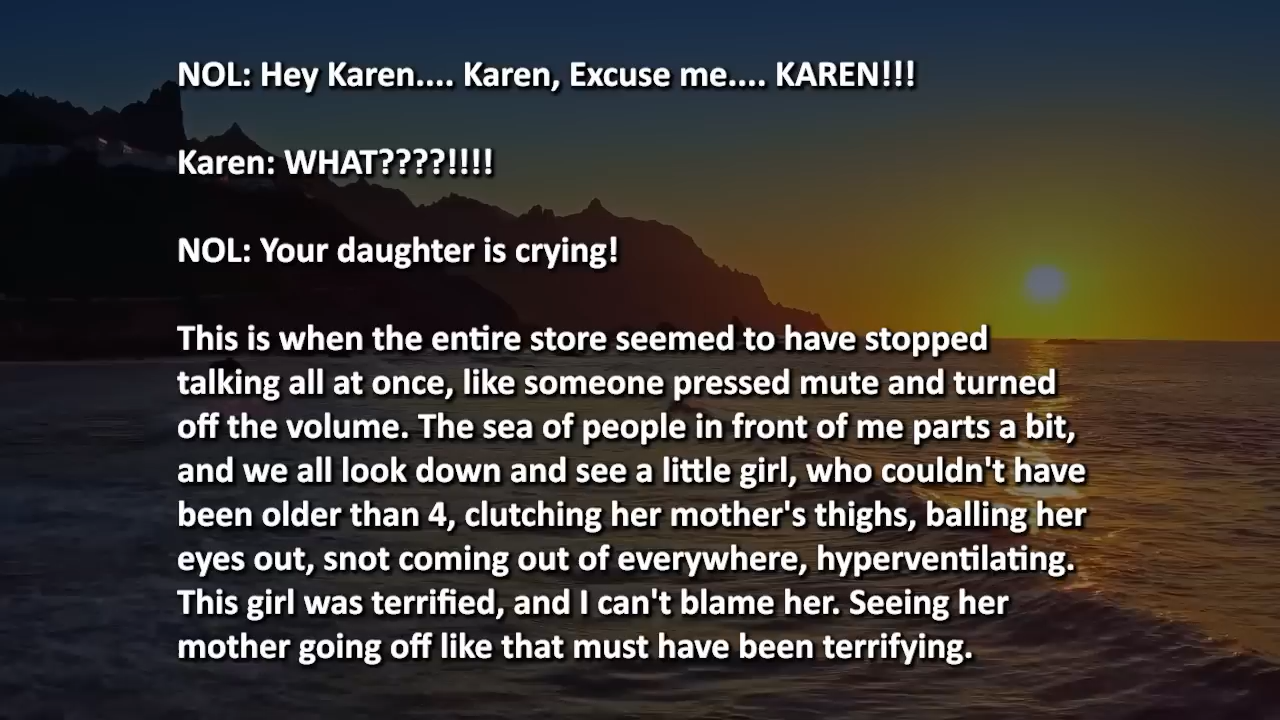 NOL: Hey Karen.... Karen, Excuse me.... KAREN!!!
Karen: WHAT????!!!!
NOL: Your daughter is crying!
This is when the entire store seemed to have stopped
talking all at once, like someone pressed mute and turned
off the volume. The sea of people in front of me parts a bit,
and we all look down and see a little girl, who couldn't have
been older than 4, clutching her mother's thighs, balling her
eyes out, snot coming out of everywhere, hyperventilating.
This girl was terrified, and I can't blame her. Seeing her
mother going off like that must have been terrifying.